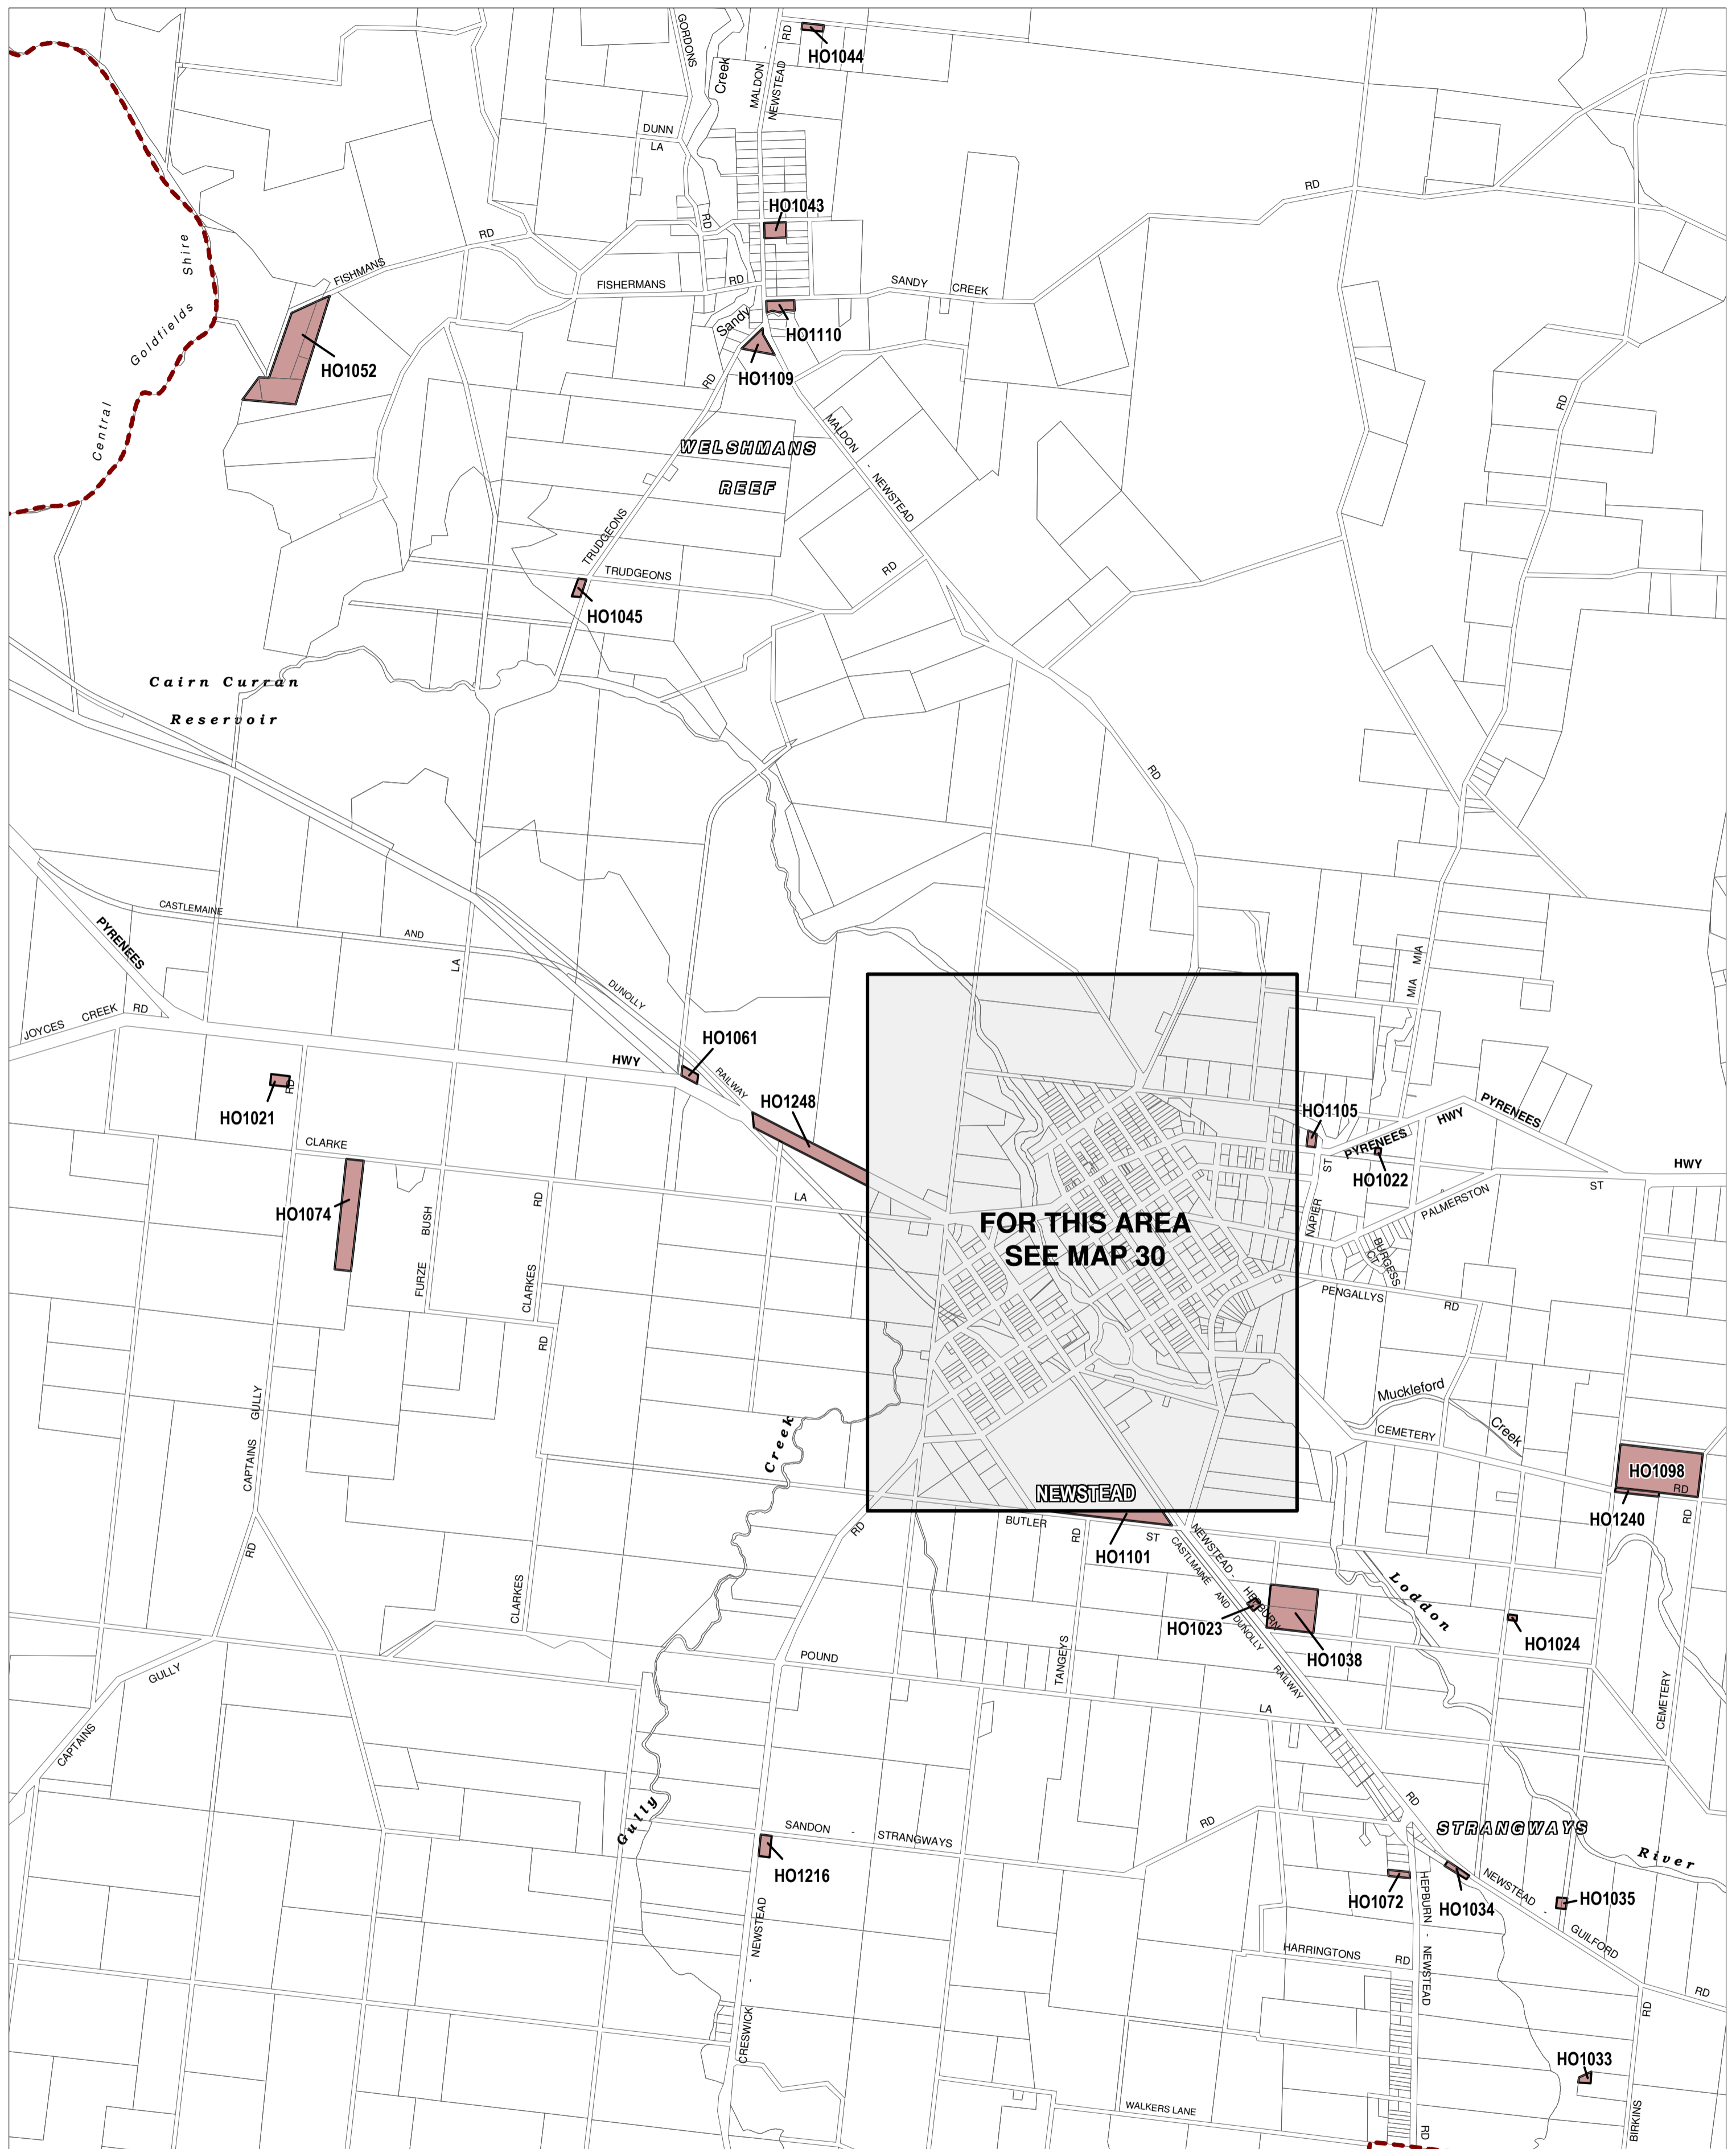 GORDONS
Creek
MALDON
-
NEWSTEAD
RD
HO1044
DUNN
LA
HO1043
RD
RD
RD
Shire
Goldfields
Central
FISHMANS
RD
FISHERMANS
RD
SANDY
CREEK
Sandy
HO1110
HO1052
HO1109
RD
RD
MALDON
-
NEWSTEAD
WELSHMANS
REEF
TRUDGEONS
TRUDGEONS
RD
HO1045
Cairn Curran
Reservoir
RD
CASTLEMAINE
AND
DUNOLLY
RAILWAY
PYRENEES
LA
MIA
MIA
JOYCES
CREEK
RD
HWY
HO1061
HO1248
HO1021
RD
HO1105
PYRENEES
HWY
PYRENEES
HWY
ST
HO1022
CLARKE
LA
HO1074
BUSH
FURZE
RD
CLARKES
RD
FOR THIS AREA
SEE MAP 30
NAPIER
-
PALMERSTON
ST
BURGESS
CT
PENGALLYS
RD
Muckleford
Creek
CEMETERY
CAPTAINS
GULLY
RD
Creek
NEWSTEAD
HO1098
RD
HO1240
RD
BUTLER
ST
RD
RD
HO1101
CASTLMAINE
AND
DUNOLLY
RAILWAY
NEWSTEAD -
HEPBURN
Loddon
CLARKES
HO1023
HO1038
HO1024
POUND
LA
TANGEYS
CEMETERY
GULLY
CAPTAINS
Gully
SANDON
-
STRANGWAYS
RD
RD
STRANGWAYS
River
HO1216
HO1072
HO1034
HO1035
NEWSTEAD
-
GUILFORD
RD
HEPBURN
-
NEWSTEAD
HARRINGTONS
RD
NEWSTEAD
-
CRESWICK
RD
HO1033
WALKERS LANE
RD
BIRKINS